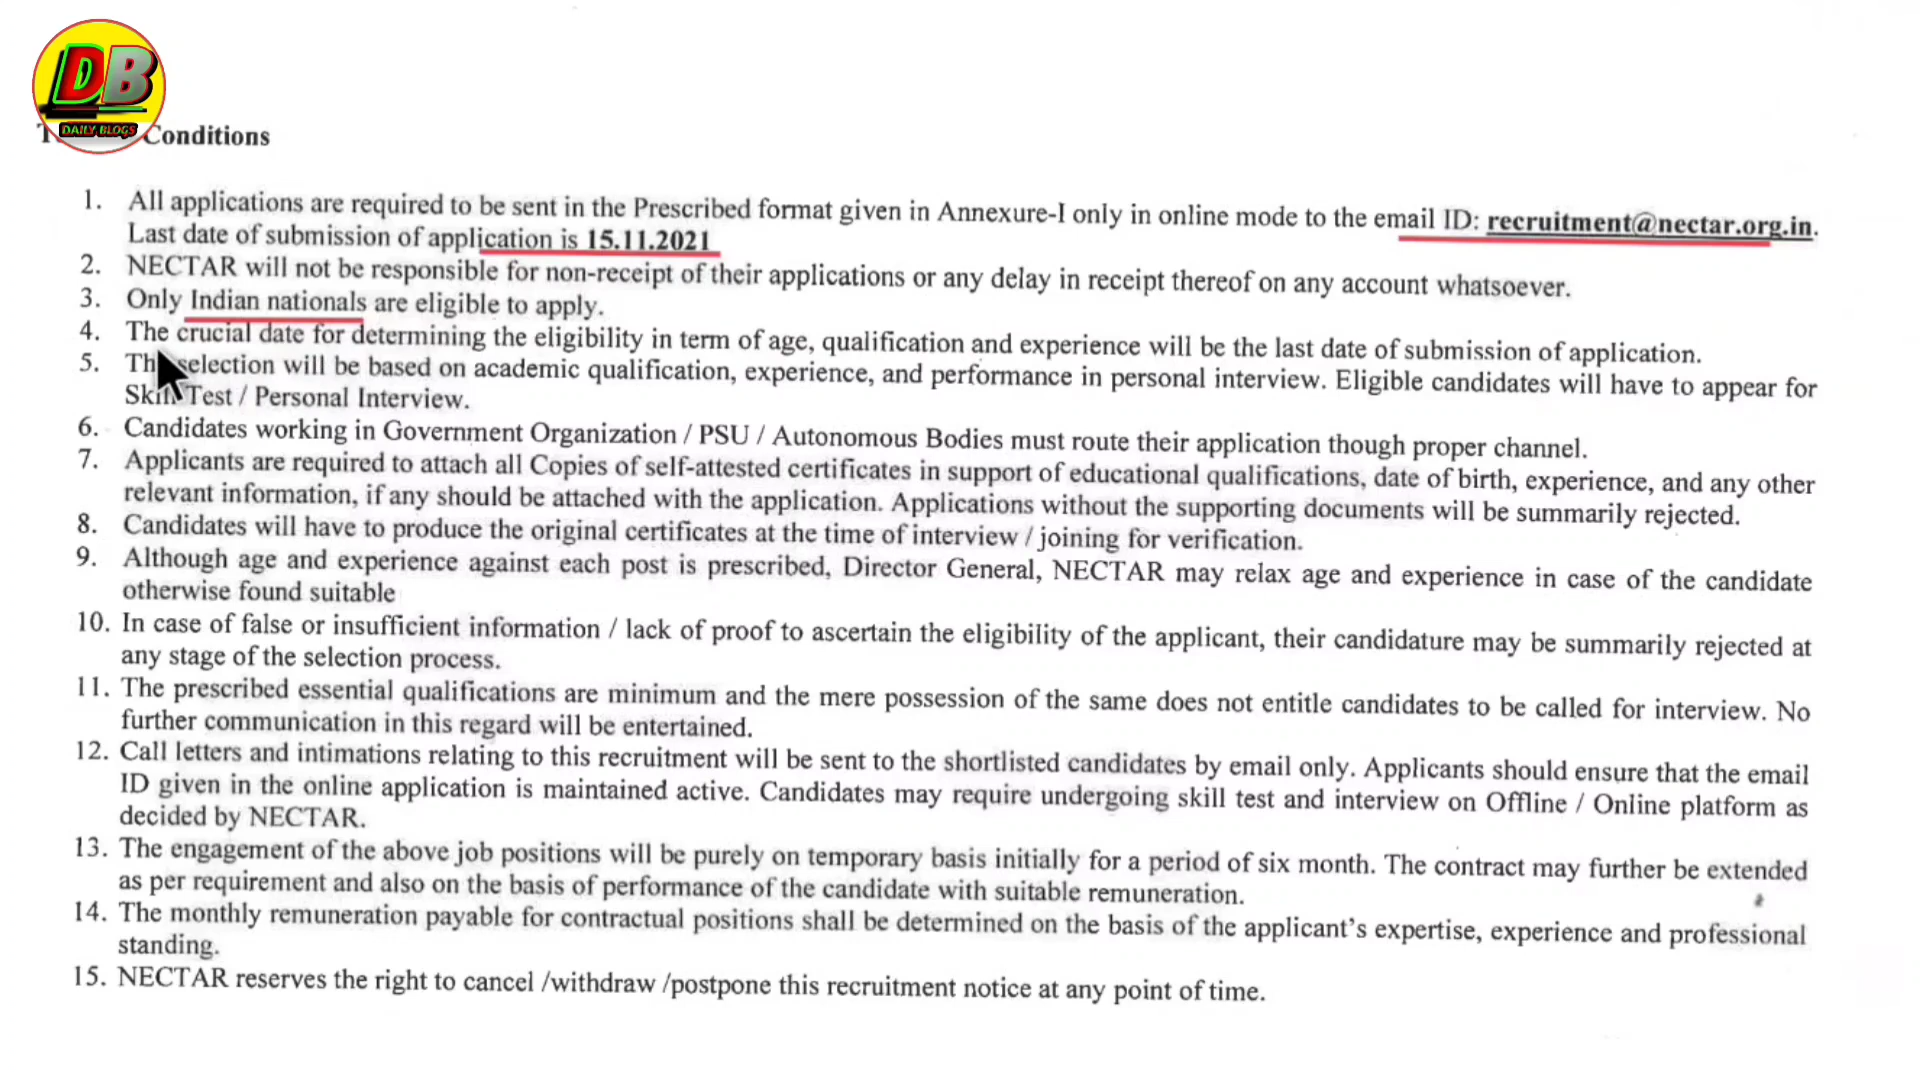 DB
DAILY BLOGS
Conditions
1. All applications are required to be sent in the Prescribed format given in Annexure-I only in online mode to the email ID: recruitment@nectar.org.in.
Last date of submission of application is 15.11.2021
2. NECTAR will not be responsible for non-receipt of their applications or any delay in receipt thereof on any account whatsoever.
3. Only Indian nationals are eligible to apply.
4. The crucial date for determining the eligibility in term of age, qualification and experience will be the last date of submission of application.
5. The selection will be based on academic qualification, experience, and performance in personal interview. Eligible candidates will have to appear for
Skill Test / Personal Interview.
6. Candidates working in Government Organization / PSU / Autonomous Bodies must route their application though proper channel.
7. Applicants are required to attach all Copies of self-attested certificates in support of educational qualifications, date of birth, experience, and any other
relevant information, if any should be attached with the application. Applications without the supporting documents will be summarily rejected.
8. Candidates will have to produce the original certificates at the time of interview / joining for verification.
9. Although age and experience against each post is prescribed, Director General, NECTAR may relax age and experience in case of the candidate
otherwise found suitable
10. In case of false or insufficient information / lack of proof to ascertain the eligibility of the applicant, their candidature may be summarily rejected at
any stage of the selection process.
11. The prescribed essential qualifications are minimum and the mere possession of the same does not entitle candidates to be called for interview. No
further communication in this regard will be entertained.
12. Call letters and intimations relating to this recruitment will be sent to the shortlisted candidates by email only. Applicants should ensure that the email
ID given in the online application is maintained active. Candidates may require undergoing skill test and interview on Offline / Online platform as
decided by NECTAR.
13. The engagement of the above job positions will be purely on temporary basis initially for a period of six month. The contract may further be extended
as per requirement and also on the basis of performance of the candidate with suitable remuneration.
14. The monthly remuneration payable for contractual positions shall be determined on the basis of the applicant's expertise, experience and professional
standing.
15. NECTAR reserves the right to cancel /withdraw /postpone this recruitment notice at any point of time.